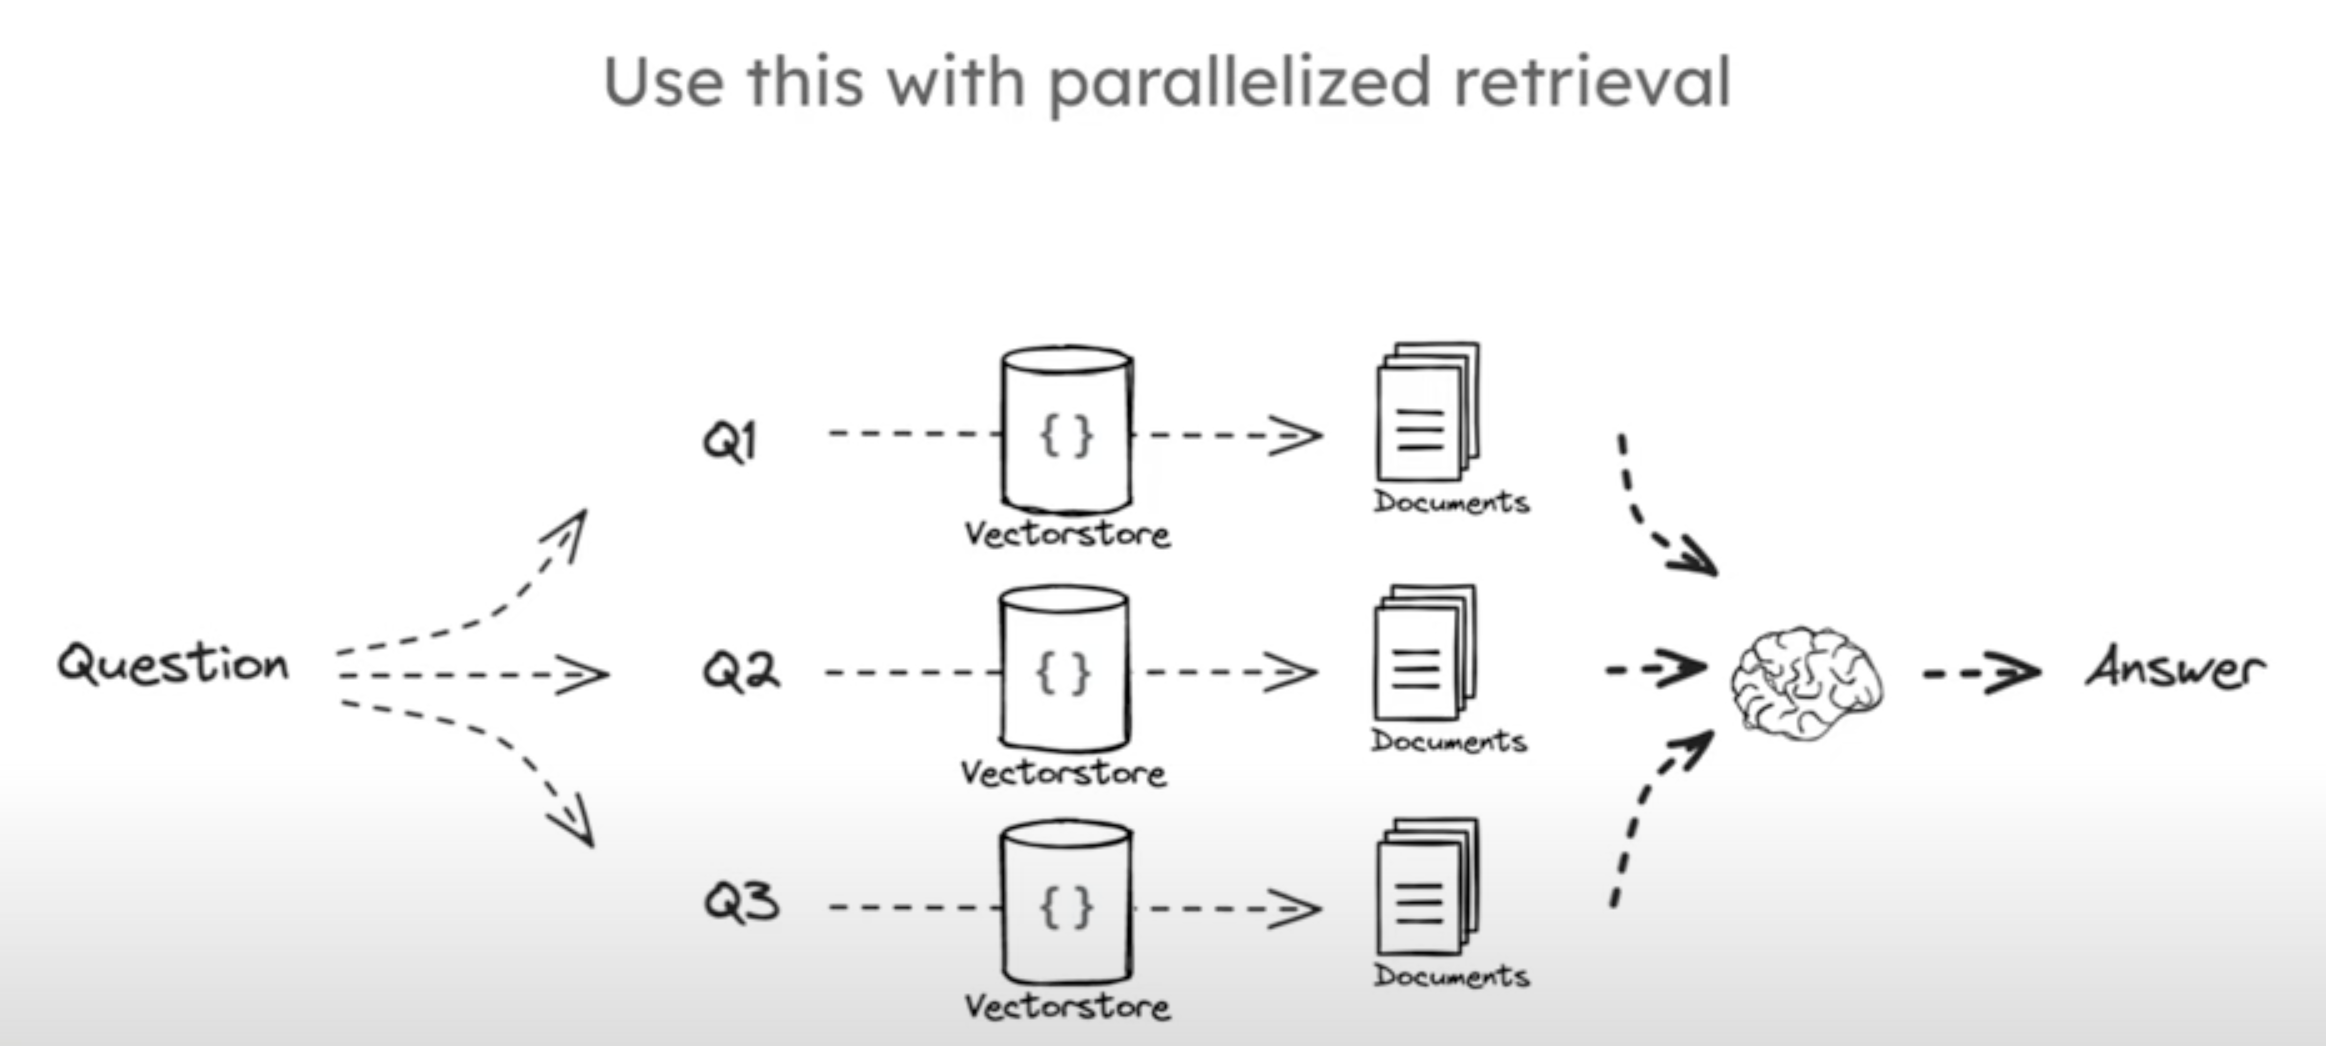 Use this with parallelized retrieval
Question
Q1
{ }
Vectorstore
Documents
Q2
{ }
Vectorstore
Documents
Q3
{ }
Vectorstore
Documents
Answer